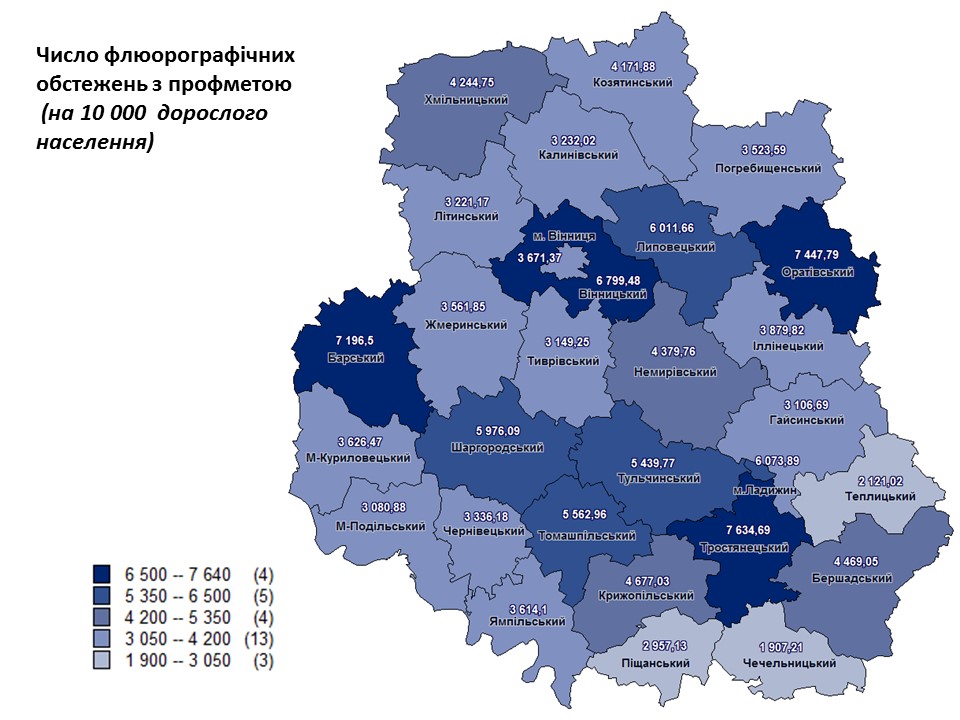 Число флюорографічних
обстежень з профметою
(на 10 000 дорослого
населення)
4 171,88
Козятинський
4 244,75
Хмільницький
3 232,02
Калинівський
3 523,59
Погребищенський
3 221,17
Літинський
м. Вінниця
3 671,37
6 011,66
Липовецький
7 447,79
Оратівський
6 799,48
Вінницький
3 561,85
Жмеринський
7 196,5
Барський
3 149,25
Тиврівський
4 379,76
Немирівський
3 879,82
Іллінецький
3 106,69
Гайсинський
5 976,09
Шаргородський
3 626,47
М-Куриловецький
5 439,77
Тульчинський
6 073,89
м.Ладижин
2 121,02
Теплицький
3 080,88
М-Подільський
3 336,18
Чернівецький
5 562,96
Томашпільський
7 634,69
Тростянецький
4 469,05
Бершадський
4 677,03
Крижопільський
3 614,1
Ямпільський
2 957,13
Піщанський
1 907,21
Чечельницький
6 500 -- 7 640 (4)
5 350 -- 6 500 (5)
4 200 -- 5 350 (4)
3 050 -- 4 200 (13)
1 900 -- 3 050 (3)